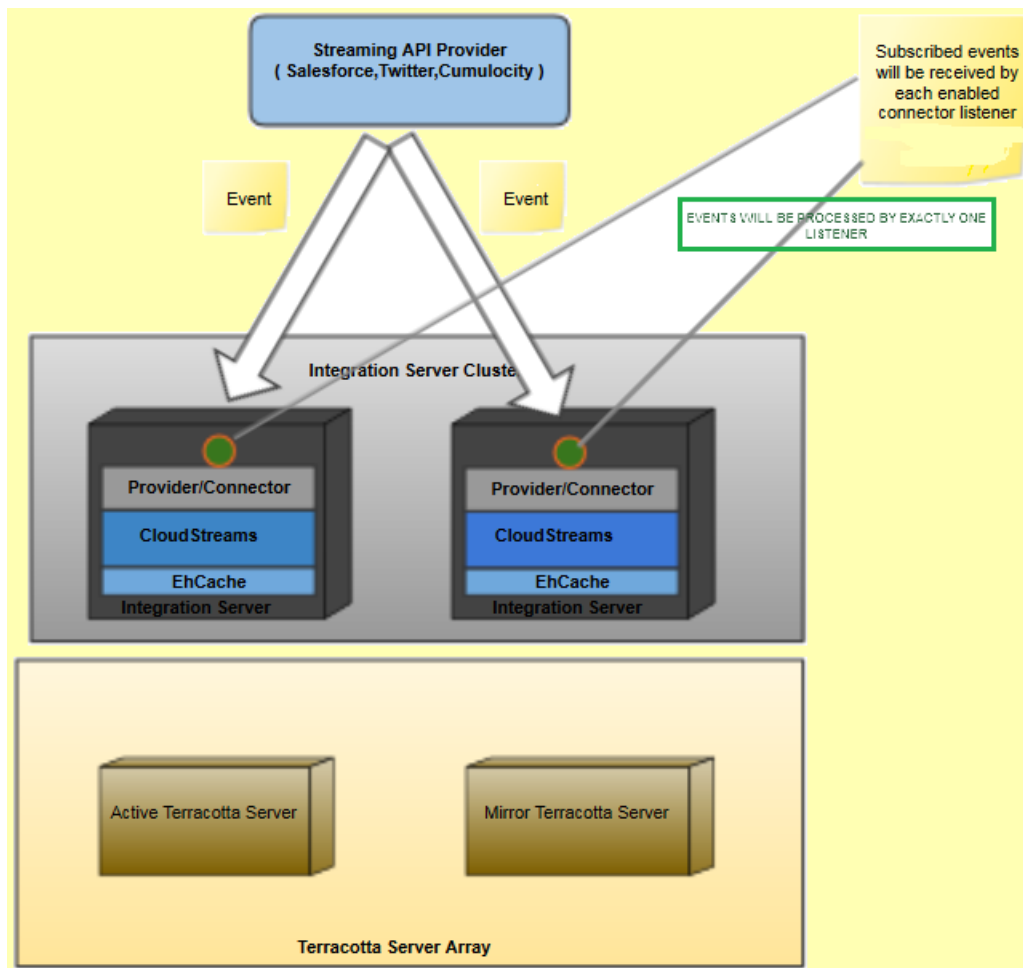 Streaming API Provider
( Salesforce,Twitter,Cumulocity )
Subscribed events
will be received by
each enabled
connector listener
Event
Event
EVENTS WILL BE PROCESSED BY EXACTLY ONE
LISTENER
Integration Server Cluste
Provider/Connector
CloudStreams
EhCache
Integration Server
Provider/Connector
CloudStreams
EhCache
Integration Server
Active Terracotta Server
Mirror Terracotta Server
Terracotta Server Array